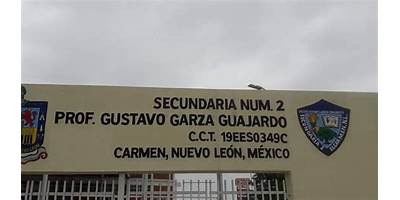 SECUNDARIA NUM. 2
PROF. GUSTAVO GARZA GUAJARDO
C.C.T. 19EES0349C
CARMEN, NUEVO LEÓN, MÉXICO